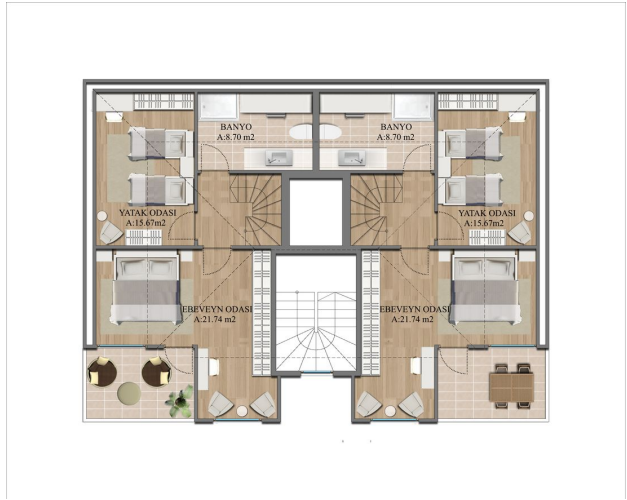 BANYO
A:8.70 m2
BANYO
A:8.70 m2
YATAK ODASI
A:15.67m2
YATAK ODASI
A:15.67m2
EBEVEYN ODASI
A:21.74 m2
EBEVEYN ODASI
A:21.74 m2